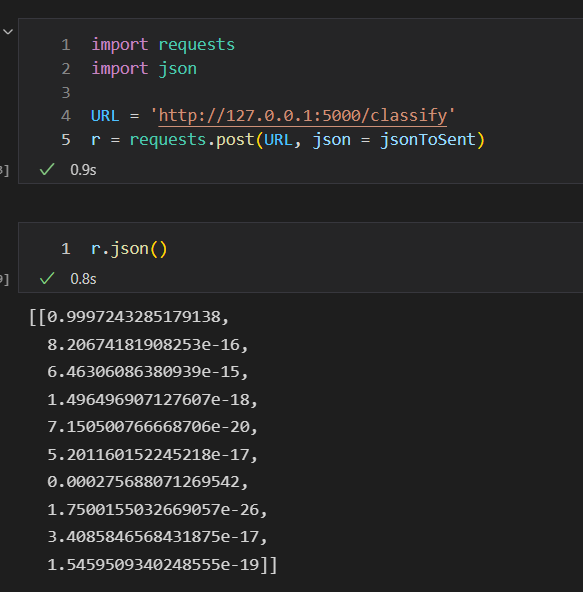 1 import requests
2 import json
3
4 URL = 'http://127.0.0.1:5000/classify'
5 r = requests.post(URL, json = jsonToSent)
] 0.9s
1 r.json()
] 0.8s
[[0.9997243285179138,
8.20674181908253e-16,
6.46306086380939e-15,
1.496496907127607e-18,
7.150500766668706e-20,
5.201160152245218e-17,
0.000275688071269542,
1.7500155032669057e-26,
3.4085846568431875e-17,
1.5459509340248555e-19]]